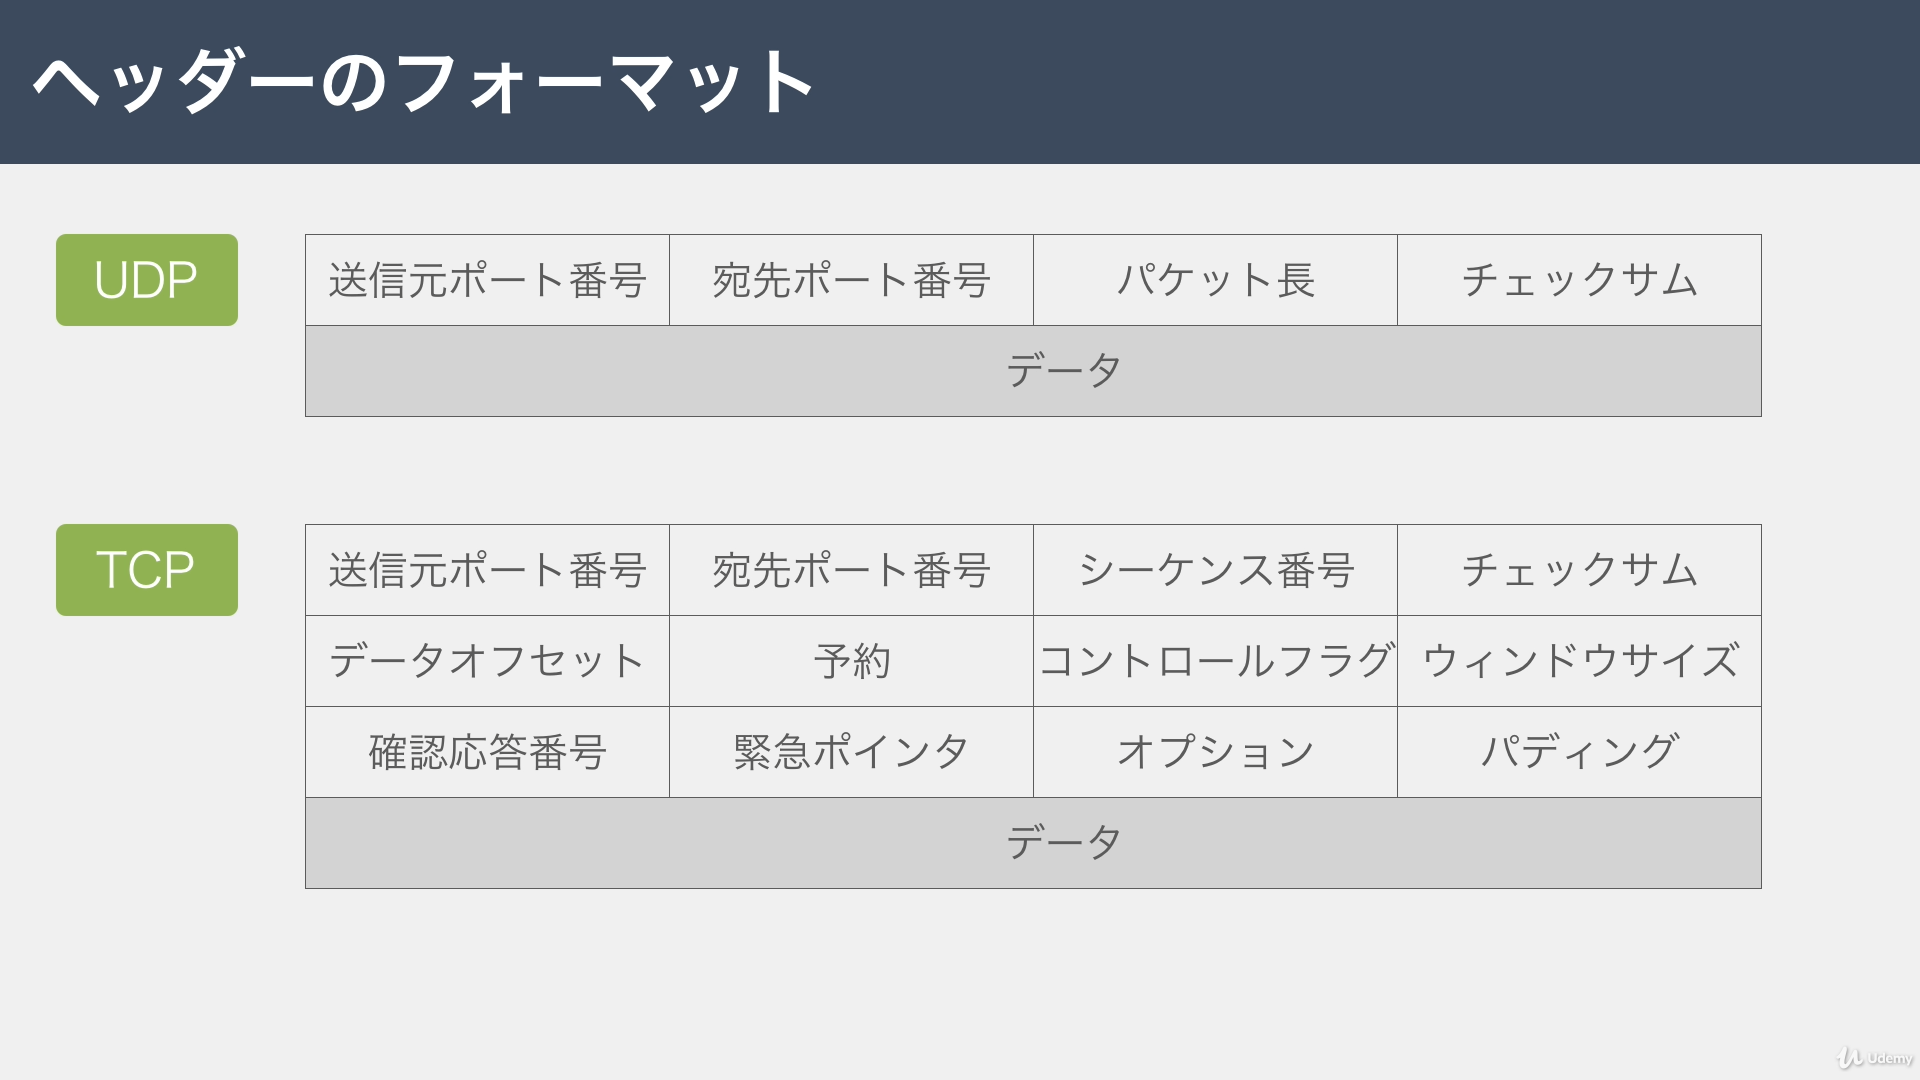 ヘッダーのフォーマット
UDP
送信元ポート番号 宛先ポート番号 パケット長 チェックサム
データ
TCP
送信元ポート番号 宛先ポート番号 シーケンス番号 チェックサム
データオフセット 予約 コントロールフラグ ウィンドウサイズ
確認応答番号 緊急ポインタ オプション パディング
データ
Udemy